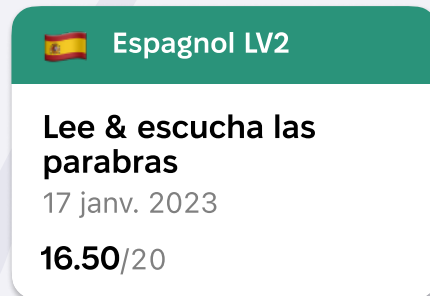 Espagnol LV2
Lee & escucha las
parabras
17 janv. 2023
16.50/20